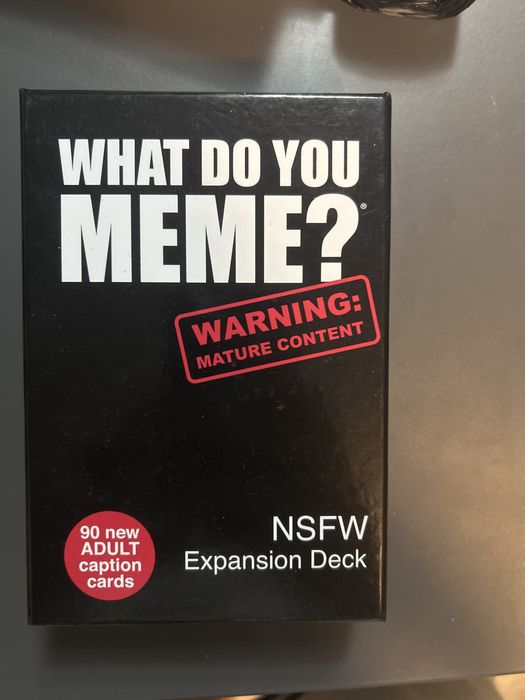 WHAT DO YOU
MEME?®
WARNING:
MATURE CONTENT
90 new
ADULT
caption
cards
NSFW
Expansion Deck